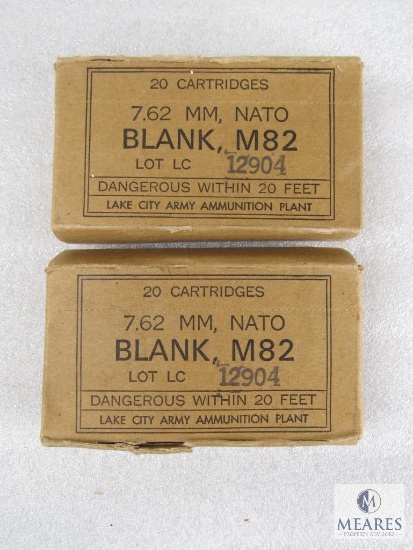 20 CARTRIDGES
7.62 MM, NATO
BLANK, M82
LOT LC 12904
DANGEROUS WITHIN 20 FEET
LAKE CITY ARMY AMMUNITION PLANT
20 CARTRIDGES
7.62 MM, NATO
BLANK, M82
LOT LC 12904
DANGEROUS WITHIN 20 FEET
LAKE CITY ARMY AMMUNITION PLANT
M
MEARES
PROPERTY ADVISORS